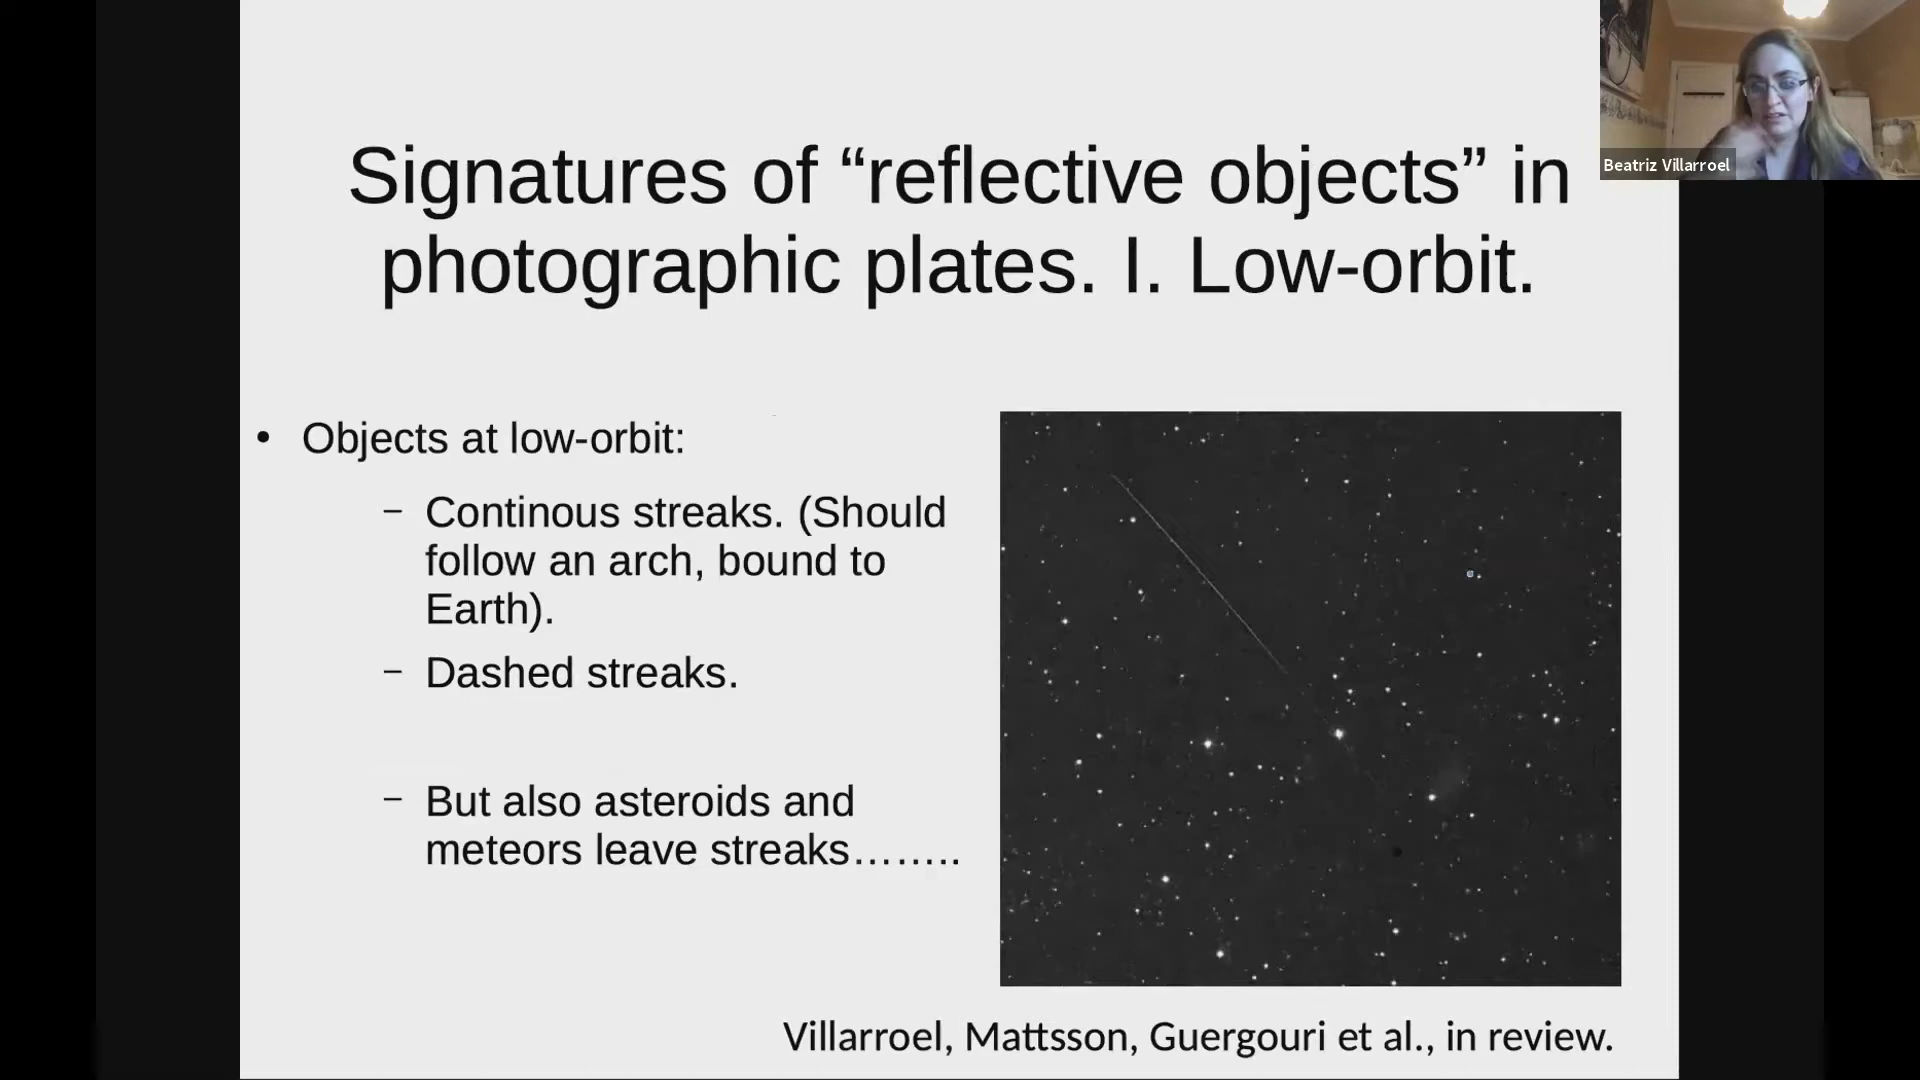 Signatures of “reflective objects” in
photographic plates. I. Low-orbit.
Beatriz Villarroel
• Objects at low-orbit:
– Continous streaks. (Should
follow an arch, bound to
Earth).
– Dashed streaks.
– But also asteroids and
meteors leave streaks……..
Villarroel, Mattsson, Guergouri et al., in review.